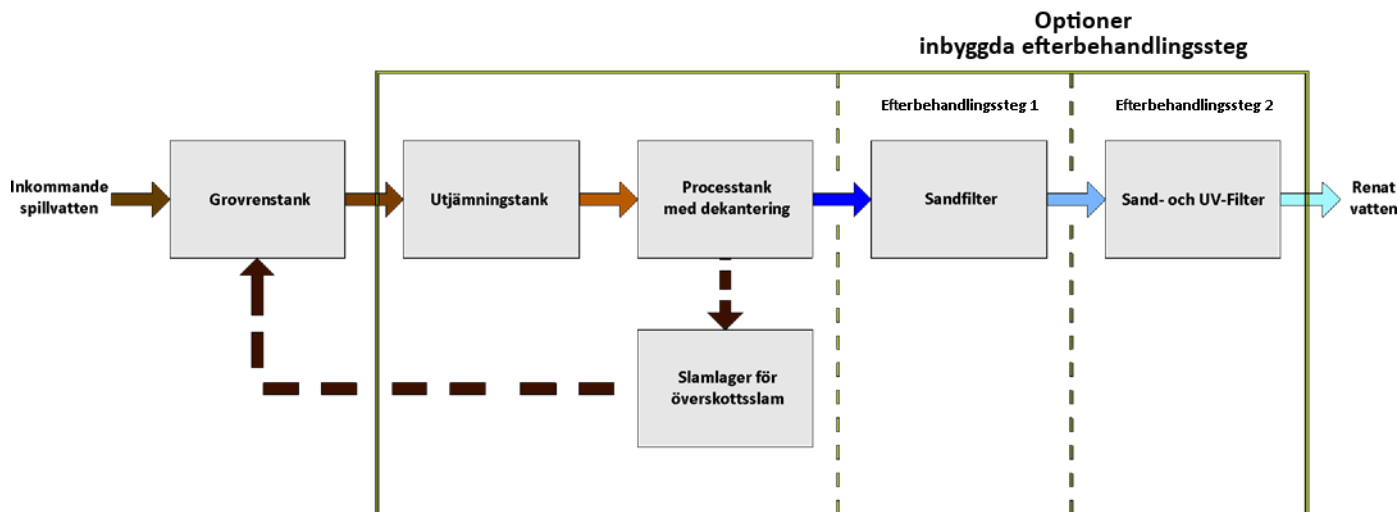 Optioner
inbyggda efterbehandlingssteg
Efterbehandlingssteg 1
Efterbehandlingssteg 2
Inkommande
spillvatten
Grovrenstank
Utjämningstank
Processtank
med dekantering
Sandfilter
Sand- och UV-Filter
Renat
vatten
Slamlager för
överskottsslam